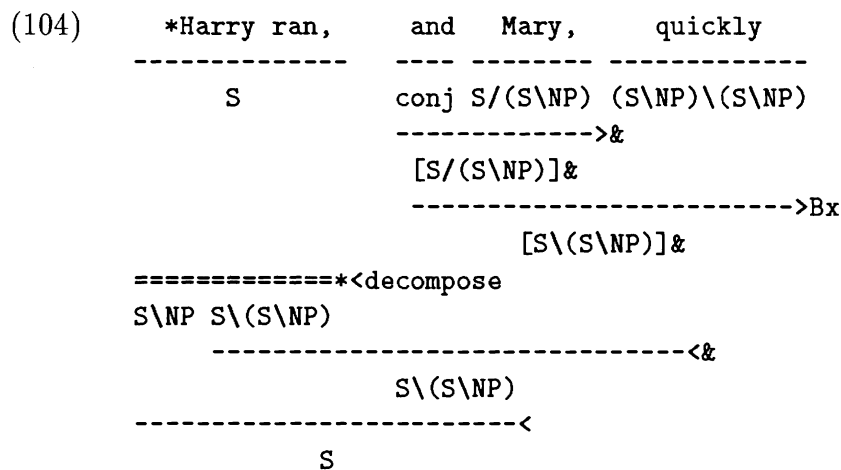 (104) *Harry ran, and Mary, quickly
-------------- ---- -------- -------------
S conj S/(S\NP) (S\NP)\(S\NP)
------------->&
[S/(S\NP)]&
-------------------------->Bx
[S\(S\NP)]&
=============*<decompose
S\NP S\(S\NP)
--------------------------------<&
S\(S\NP)
--------------------------<
S